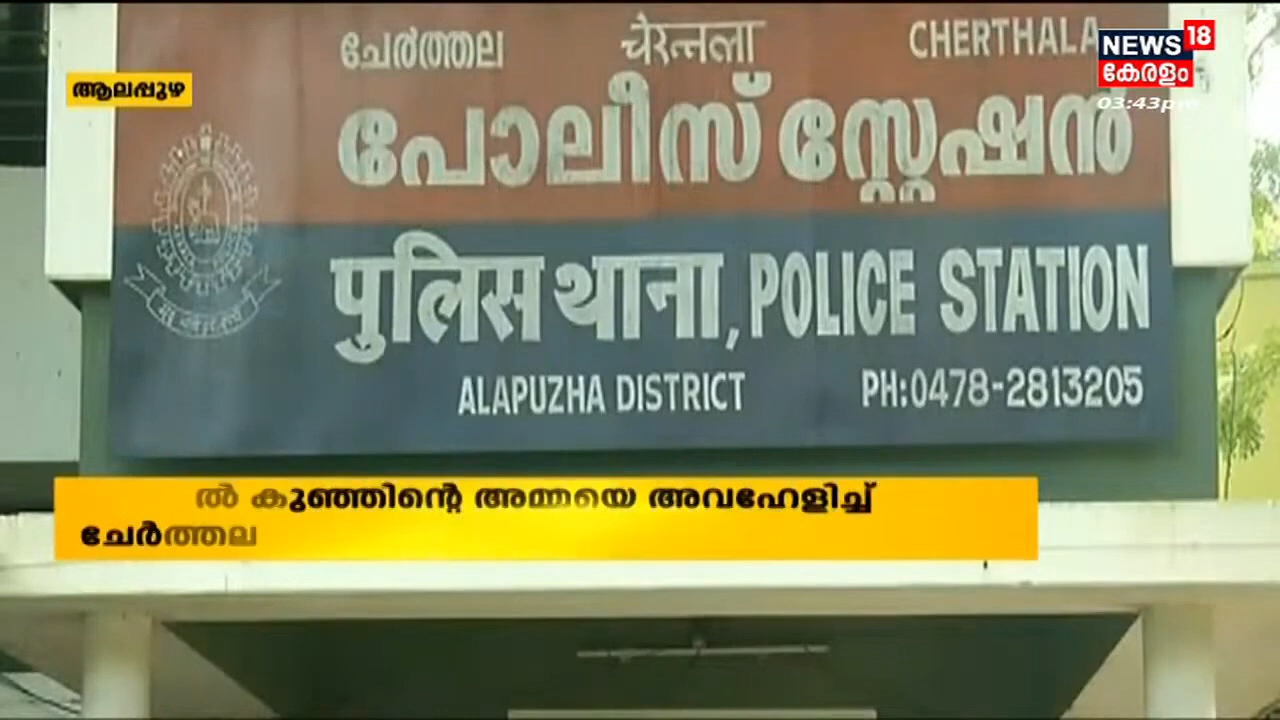 ചേർത്തല चेरत्तला CHERTHALA
പോലീസ് സ്റ്റേഷൻ
पुलिस थाना, POLICE STATION
ALAPUZHA DISTRICT PH:0478-2813205
ആലപ്പുഴ
NEWS 18
കേരളം
03:43pm
ൽ കുഞ്ഞിന്റെ അമ്മയെ അവഹേളിച്ച്
ചേർത്തല